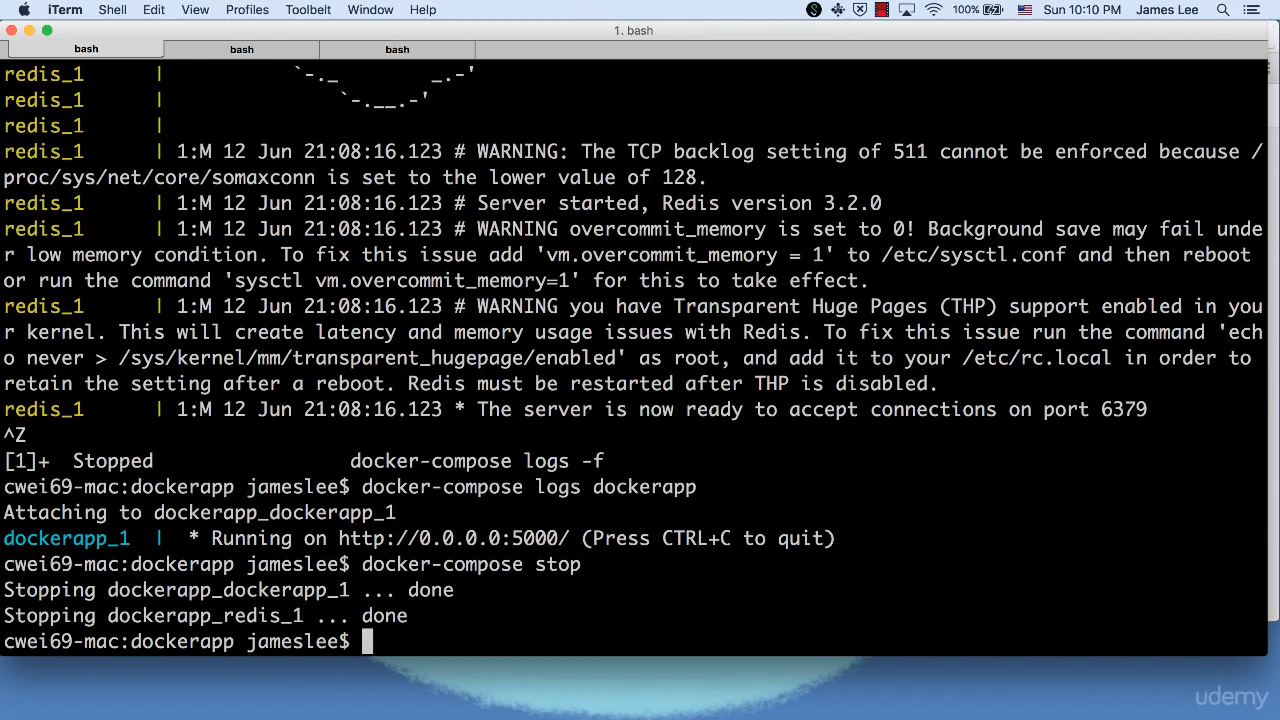 iTerm Shell Edit View Profiles Toolbelt Window Help 100% Sun 10:10 PM James Lee
1. bash
bash bash bash
redis_1 | `-._ _.-'
redis_1 | `-.__.-'
redis_1 |
redis_1 | 1:M 12 Jun 21:08:16.123 # WARNING: The TCP backlog setting of 511 cannot be enforced because /
proc/sys/net/core/somaxconn is set to the lower value of 128.
redis_1 | 1:M 12 Jun 21:08:16.123 # Server started, Redis version 3.2.0
redis_1 | 1:M 12 Jun 21:08:16.123 # WARNING overcommit_memory is set to 0! Background save may fail unde
r low memory condition. To fix this issue add 'vm.overcommit_memory = 1' to /etc/sysctl.conf and then reboot
or run the command 'sysctl vm.overcommit_memory=1' for this to take effect.
redis_1 | 1:M 12 Jun 21:08:16.123 # WARNING you have Transparent Huge Pages (THP) support enabled in you
r kernel. This will create latency and memory usage issues with Redis. To fix this issue run the command 'ech
o never > /sys/kernel/mm/transparent_hugepage/enabled' as root, and add it to your /etc/rc.local in order to
retain the setting after a reboot. Redis must be restarted after THP is disabled.
redis_1 | 1:M 12 Jun 21:08:16.123 * The server is now ready to accept connections on port 6379
^Z
[1]+ Stopped docker-compose logs -f
cwei69-mac:dockerapp jameslee$ docker-compose logs dockerapp
Attaching to dockerapp_dockerapp_1
dockerapp_1 | * Running on http://0.0.0.0:5000/ (Press CTRL+C to quit)
cwei69-mac:dockerapp jameslee$ docker-compose stop
Stopping dockerapp_dockerapp_1 ... done
Stopping dockerapp_redis_1 ... done
cwei69-mac:dockerapp jameslee$
udemy